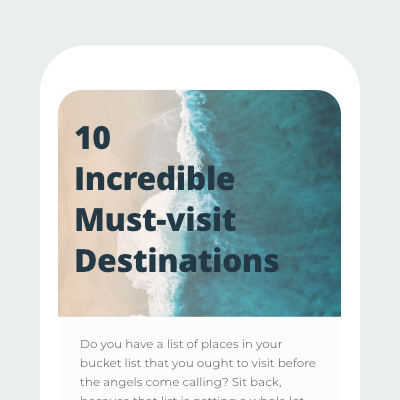 10
Incredible
Must-visit
Destinations
Do you have a list of places in your
bucket list that you ought to visit before
the angels come calling? Sit back,
because that list is getting a whole lot